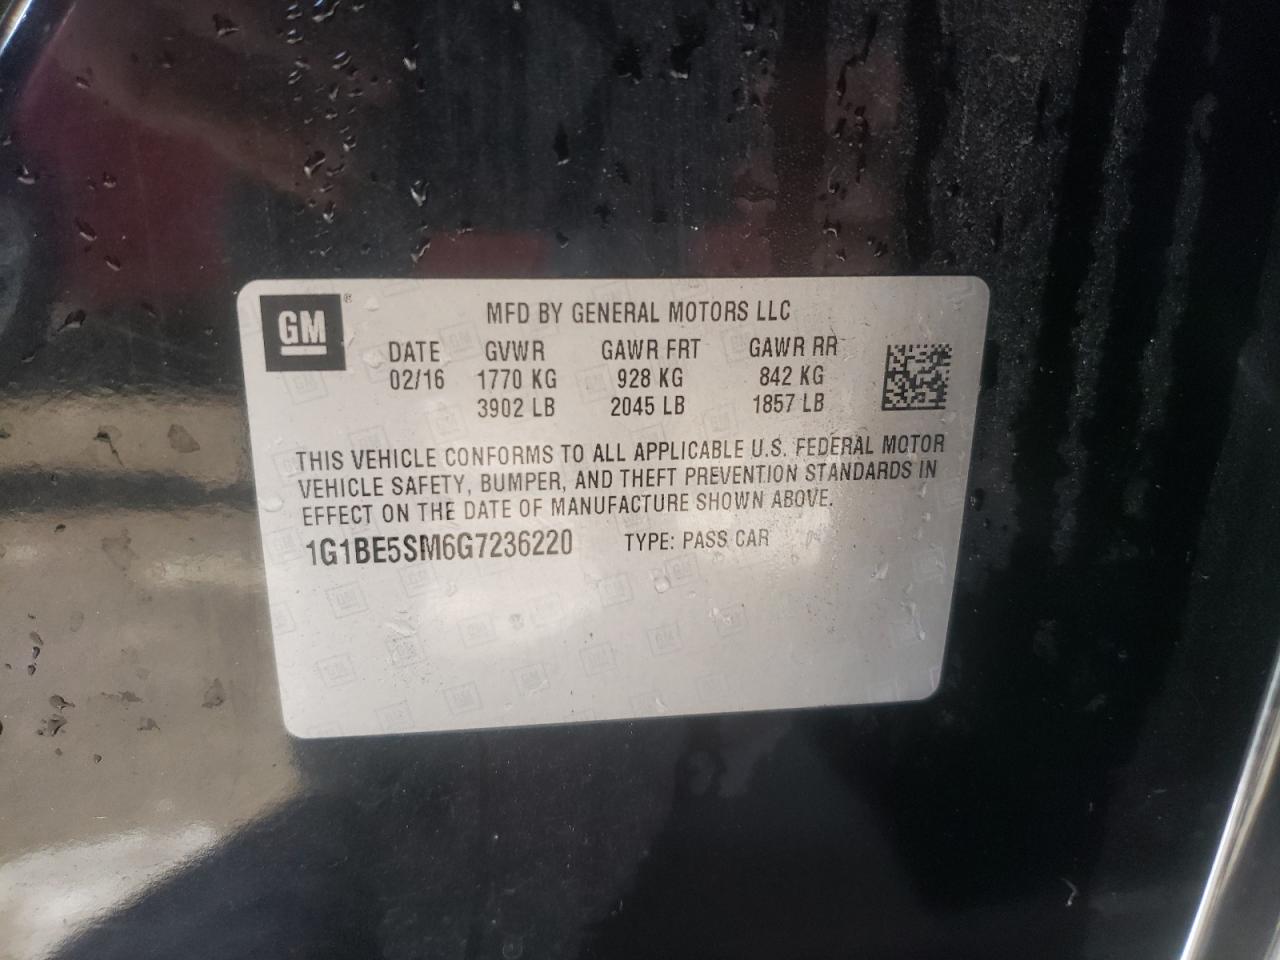 GM
MFD BY GENERAL MOTORS LLC
DATE GVWR GAWR FRT GAWR RR
02/16 1770 KG 928 KG 842 KG
3902 LB 2045 LB 1857 LB
THIS VEHICLE CONFORMS TO ALL APPLICABLE U.S. FEDERAL MOTOR
VEHICLE SAFETY, BUMPER, AND THEFT PREVENTION STANDARDS IN
EFFECT ON THE DATE OF MANUFACTURE SHOWN ABOVE.
1G1BE5SM6G7236220 TYPE: PASS CAR